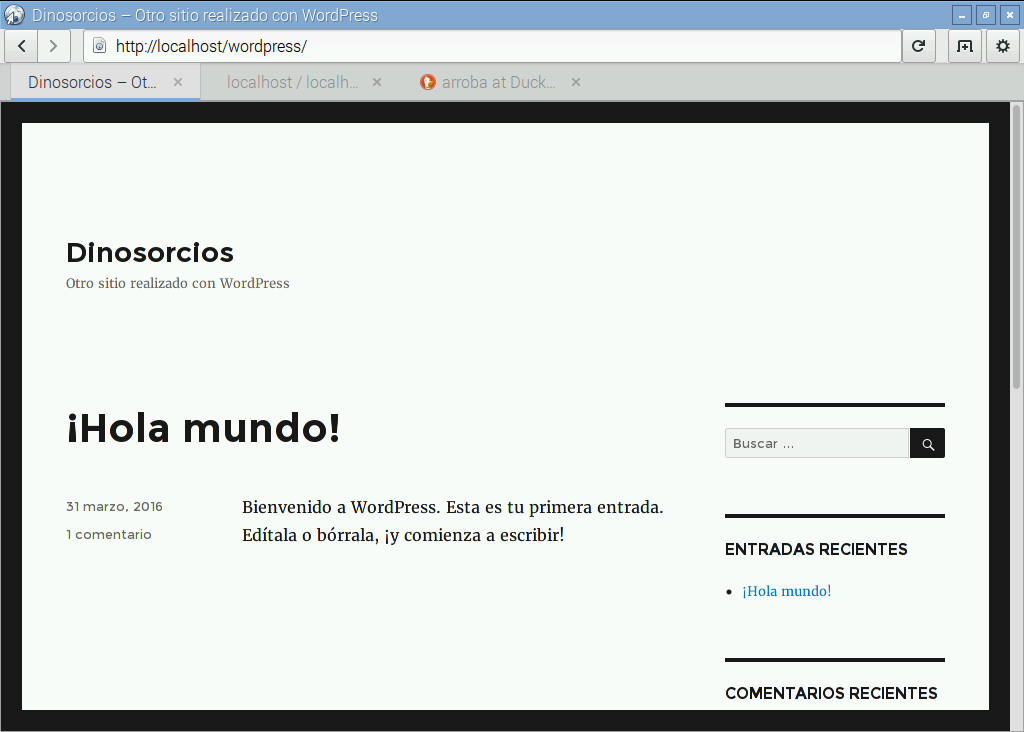 Dinosorcios – Otro sitio realizado con WordPress
http://localhost/wordpress/
Dinosorcios – Ot...
localhost / localh...
arroba at Duck...
Dinosorcios
Otro sitio realizado con WordPress
¡Hola mundo!
31 marzo, 2016
1 comentario
Bienvenido a WordPress. Esta es tu primera entrada.
Edítala o bórrala, ¡y comienza a escribir!
Buscar ...
ENTRADAS RECIENTES
¡Hola mundo!
COMENTARIOS RECIENTES